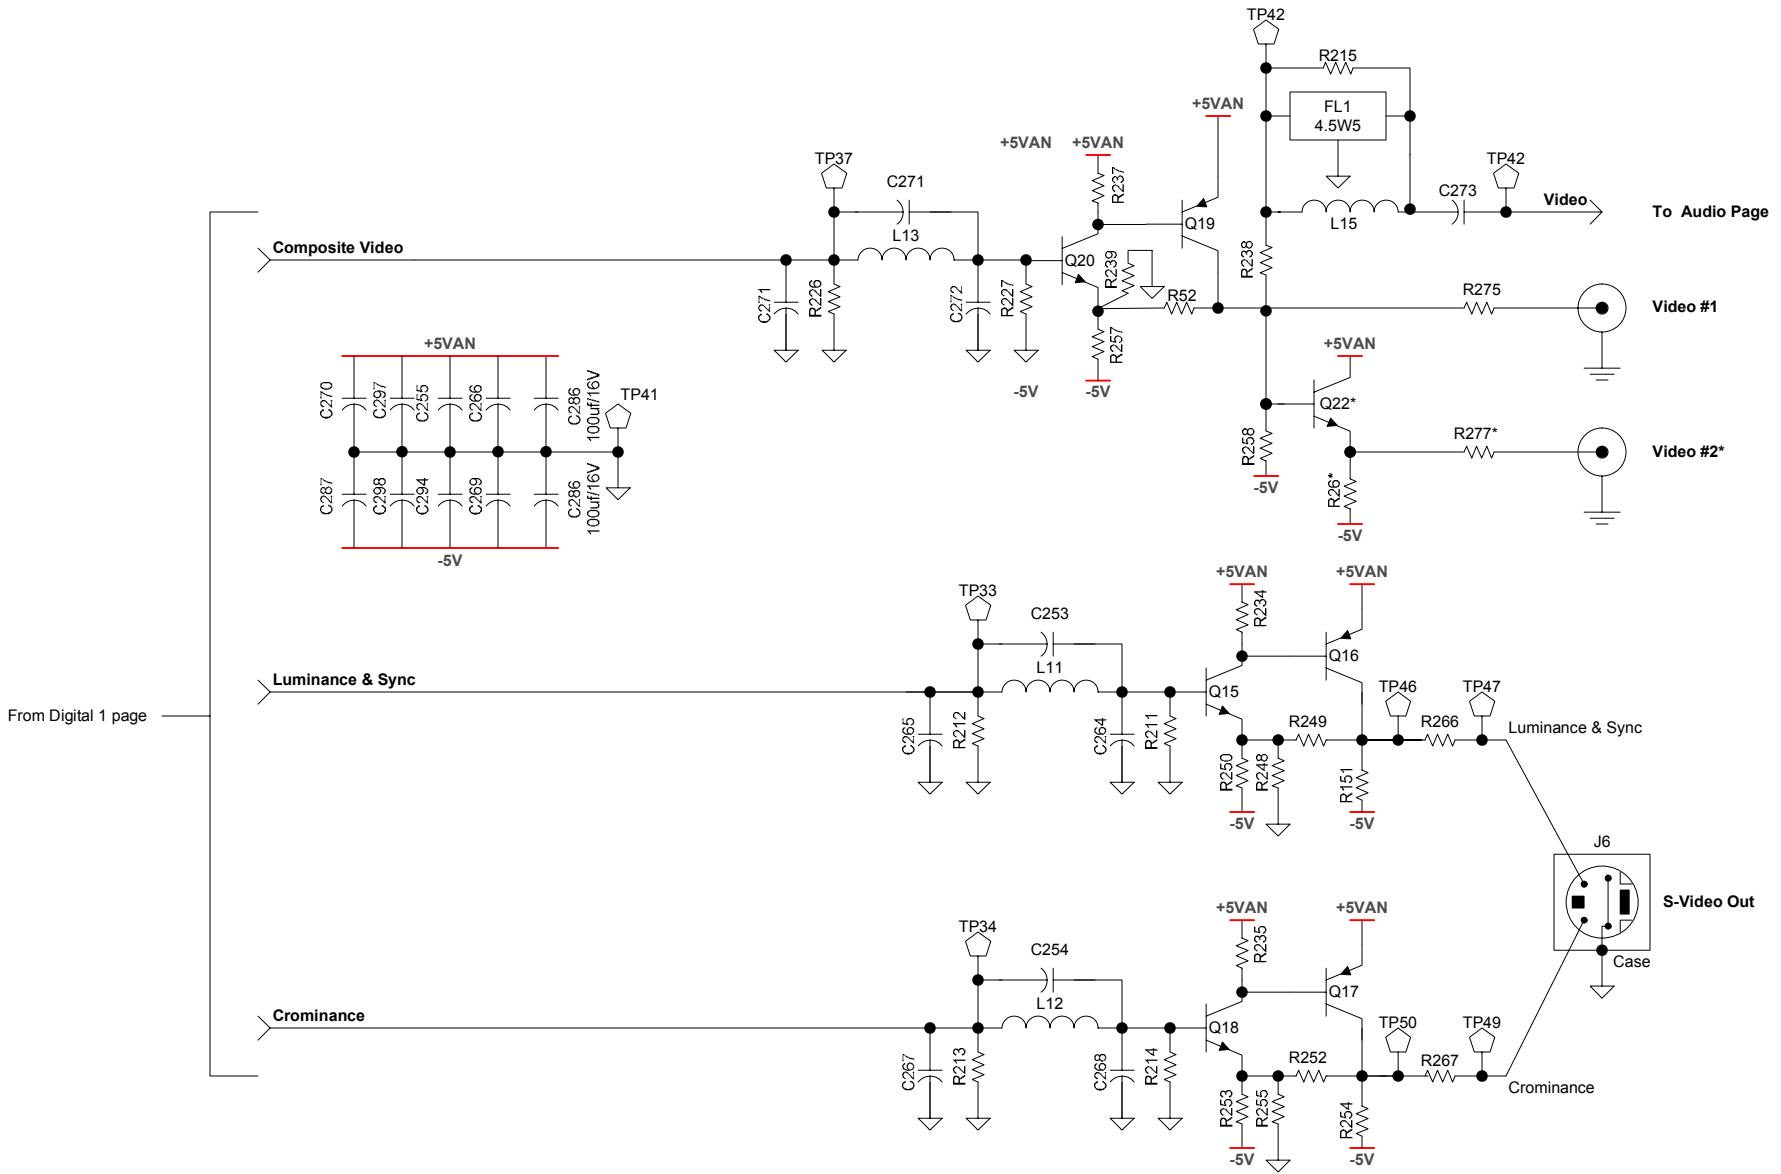 TP42
R215
FL1
4.5W5
+5VAN
+5VAN
+5VAN
TP37
C271
L13
R237
Q19
TP42
C273
Video
To Audio Page
L15
Composite Video
Q20
R239
R238
C271
R226
C272
R227
R52
R257
-5V
-5V
R275
Video #1
+5VAN
Q22*
R258
-5V
R277*
Video #2*
R26*
-5V
+5VAN
C270
C297
C255
C266
C286
100uf/16V
TP41
C287
C298
C294
C269
C286
100uf/16V
-5V
From Digital 1 page
+5VAN
+5VAN
TP33
C253
L11
R234
Q16
Luminance & Sync
Q15
C265
R212
C264
R211
TP46
TP47
R249
R266
Luminance & Sync
R250
R248
R151
-5V
-5V
J6
S-Video Out
Case
+5VAN
+5VAN
TP34
C254
L12
R235
Q17
Crominance
Q18
C267
R213
C268
R214
TP50
TP49
R252
R267
Crominance
R253
R255
R254
-5V
-5V